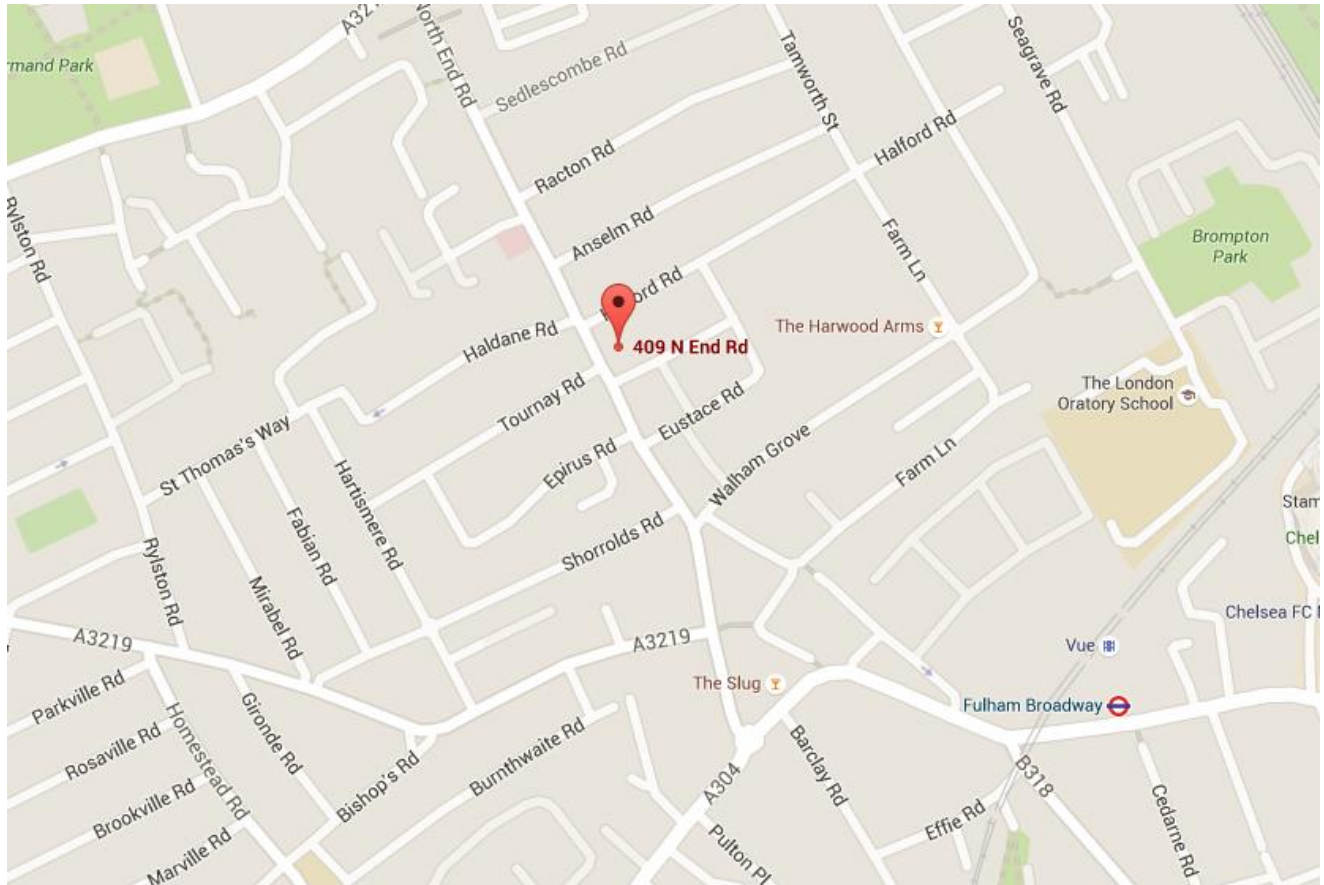 A321
North End Rd
Sedlescombe Rd
Tamworth St
Seagrave Rd
rmand Park
Racton Rd
Halford Rd
Rylston Rd
Anselm Rd
Farm Ln
Brompton
Park
ord Rd
Haldane Rd
409 N End Rd
The Harwood Arms
Tournay Rd
Eustace Rd
The London
Oratory School
St Thomas's Way
Epirus Rd
Walham Grove
Farm Ln
Hartismere Rd
Fabian Rd
Shorrolds Rd
Stam
Chel
Rylston Rd
Mirabel Rd
A3219
A3219
Chelsea FC
Vue
Parkville Rd
The Slug
Fulham Broadway
Gironde Rd
Homestead Rd
Rosaville Rd
Bishop's Rd
Burnthwaite Rd
Barclay Rd
A304
B318
Brookville Rd
Effie Rd
Cedarne Rd
Marville Rd
Pulton Pl